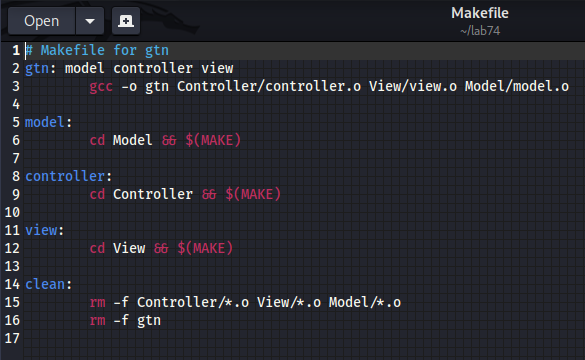 Open
Makefile
~/lab74
1 # Makefile for gtn
2 gtn: model controller view
3 gcc -o gtn Controller/controller.o View/view.o Model/model.o
4
5 model:
6 cd Model && $(MAKE)
7
8 controller:
9 cd Controller && $(MAKE)
10
11 view:
12 cd View && $(MAKE)
13
14 clean:
15 rm -f Controller/*.o View/*.o Model/*.o
16 rm -f gtn
17